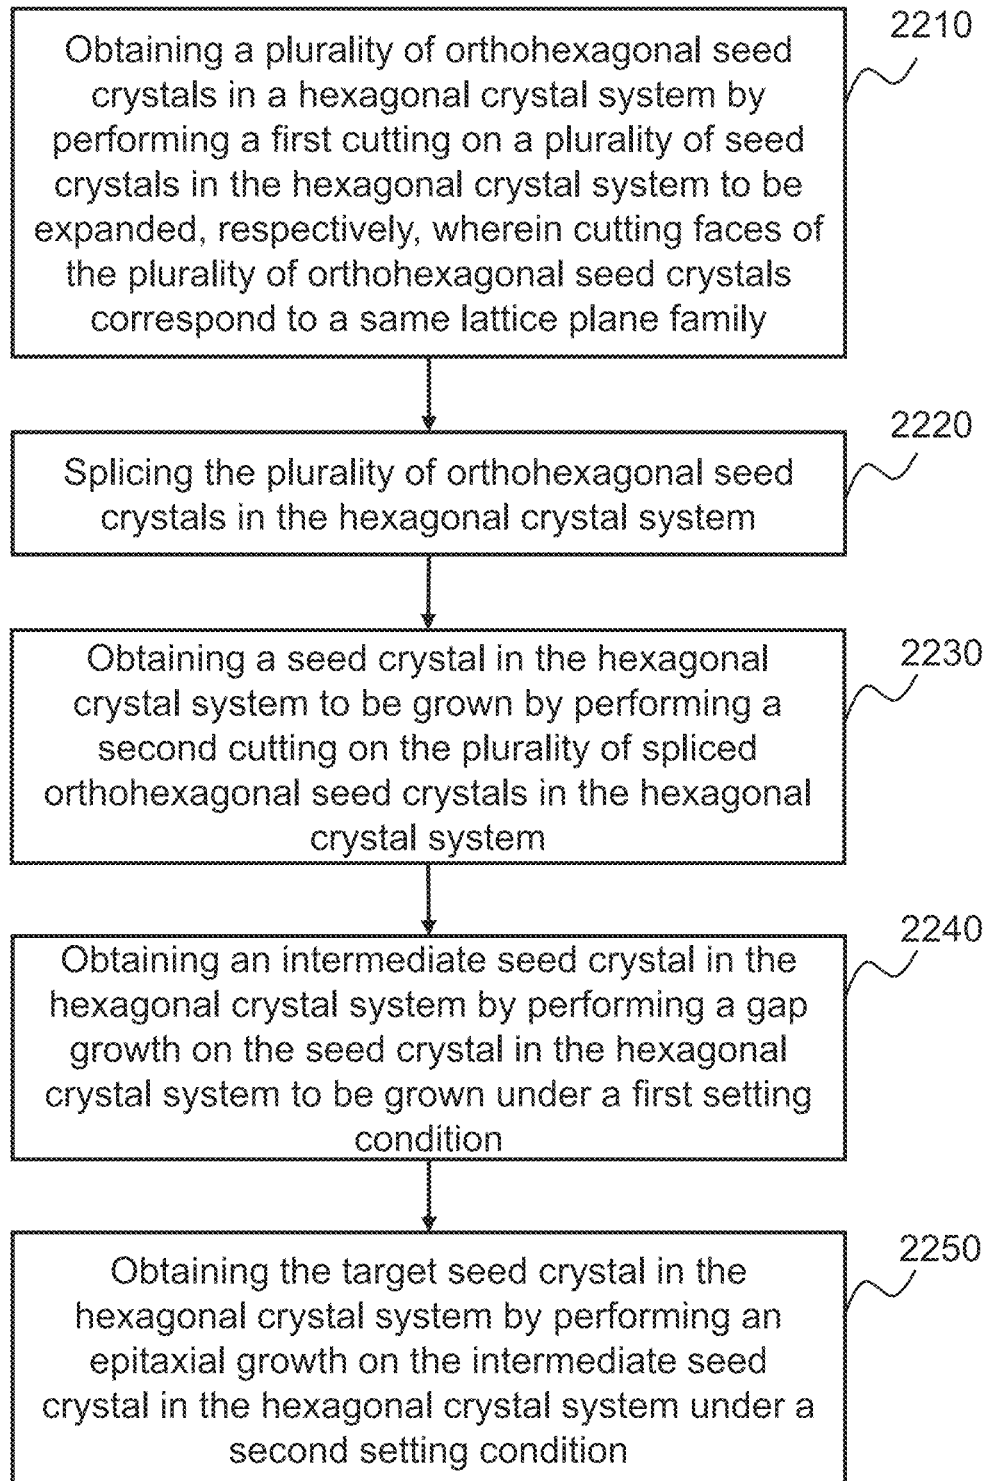 2210
Obtaining a plurality of orthohexagonal seed
crystals in a hexagonal crystal system by
performing a first cutting on a plurality of seed
crystals in the hexagonal crystal system to be
expanded, respectively, wherein cutting faces of
the plurality of orthohexagonal seed crystals
correspond to a same lattice plane family
2220
Splicing the plurality of orthohexagonal seed
crystals in the hexagonal crystal system
2230
Obtaining a seed crystal in the hexagonal
crystal system to be grown by performing a
second cutting on the plurality of spliced
orthohexagonal seed crystals in the hexagonal
crystal system
2240
Obtaining an intermediate seed crystal in the
hexagonal crystal system by performing a gap
growth on the seed crystal in the hexagonal
crystal system to be grown under a first setting
condition
2250
Obtaining the target seed crystal in the
hexagonal crystal system by performing an
epitaxial growth on the intermediate seed
crystal in the hexagonal crystal system under a
second setting condition